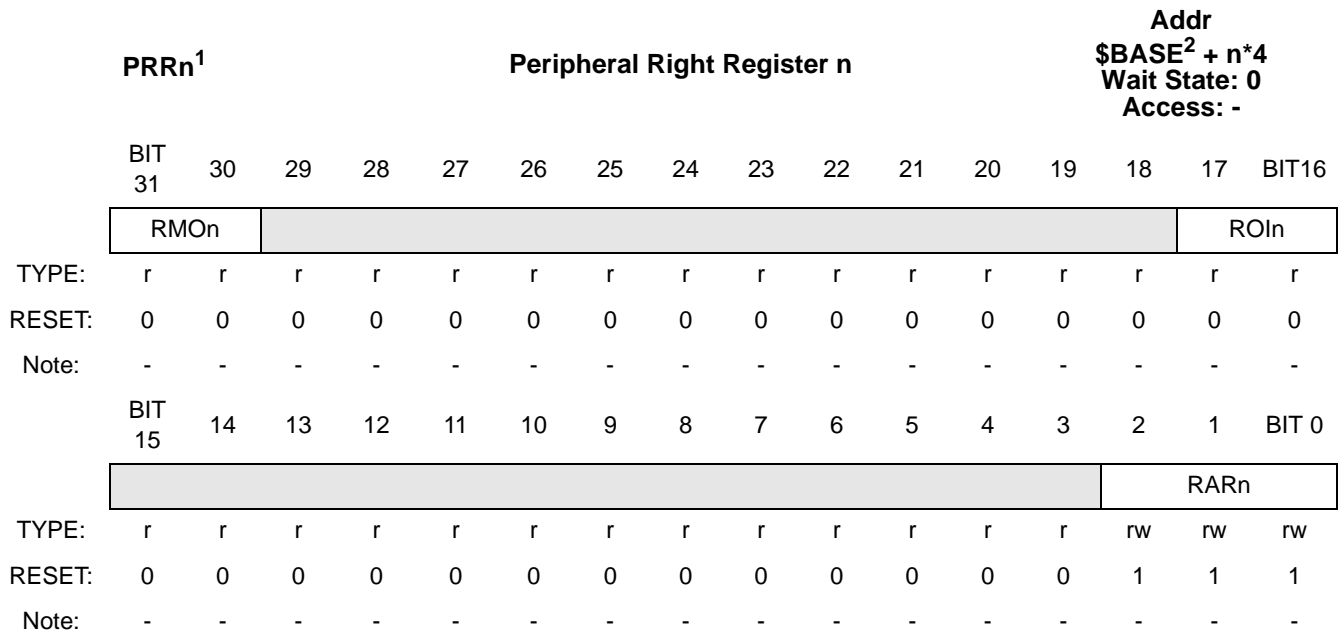 Addr
PRRn1 Peripheral Right Register n $BASE2 + n*4
Wait State: 0
Access: -
BIT 31 30 29 28 27 26 25 24 23 22 21 20 19 18 17 BIT16
RMOn ROIn
TYPE: r r r r r r r r r r r r r r r r
RESET: 0 0 0 0 0 0 0 0 0 0 0 0 0 0 0 0
Note: - - - - - - - - - - - - - - - -
BIT 15 14 13 12 11 10 9 8 7 6 5 4 3 2 1 BIT 0
RARn
TYPE: r r r r r r r r r r r r r rw rw rw
RESET: 0 0 0 0 0 0 0 0 0 0 0 0 0 1 1 1
Note: - - - - - - - - - - - - - - - -